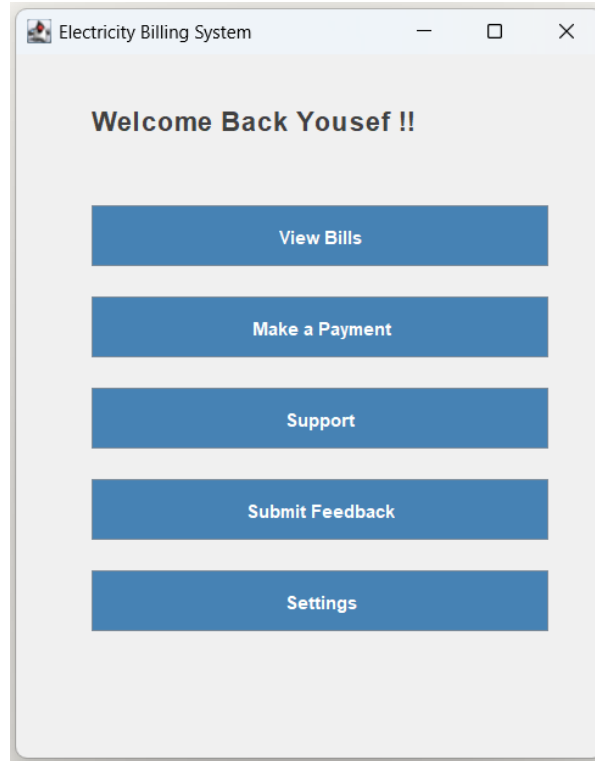 Electricity Billing System
Welcome Back Yousef !!
View Bills
Make a Payment
Support
Submit Feedback
Settings